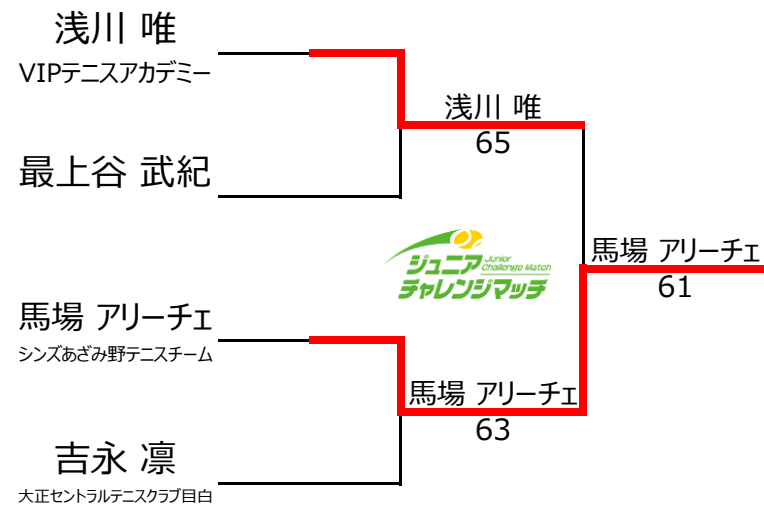 浅川 唯
VIPテニスアカデミー
浅川 唯
65
最上谷 武紀
ジュニア Junior Challenge Match
チャレンジマッチ
馬場 アリーチェ
61
馬場 アリーチェ
シンズあざみ野テニスチーム
馬場 アリーチェ
63
吉永 凛
大正セントラルテニスクラブ目白